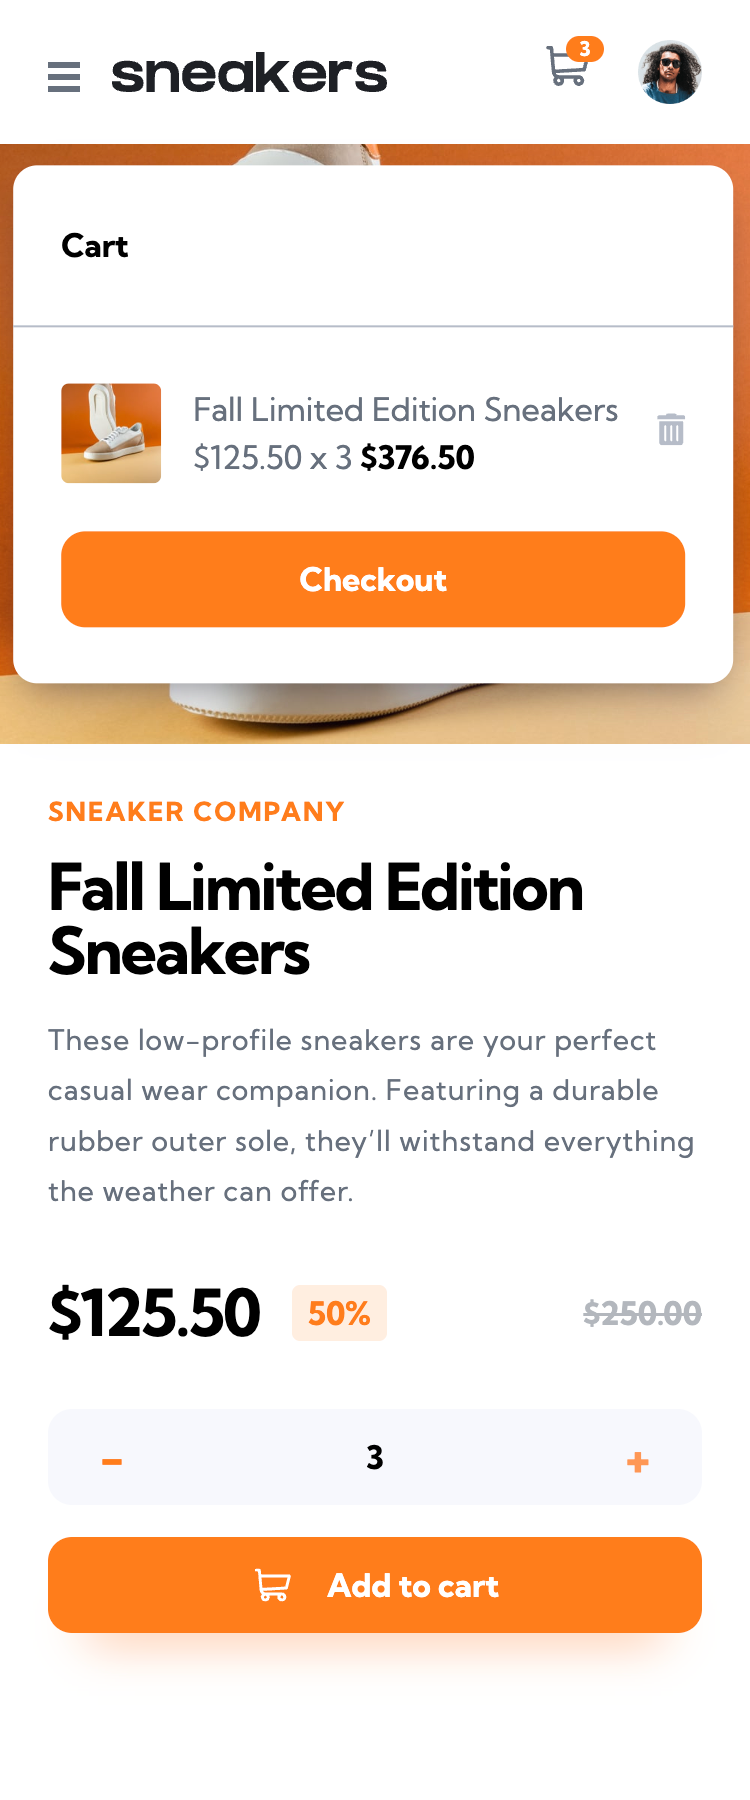 sneakers
3
Cart
Fall Limited Edition Sneakers
$125.50 x 3 $376.50
Checkout
SNEAKER COMPANY
Fall Limited Edition
Sneakers
These low-profile sneakers are your perfect
casual wear companion. Featuring a durable
rubber outer sole, they’ll withstand everything
the weather can offer.
$125.50 50% $250.00
- 3 +
Add to cart